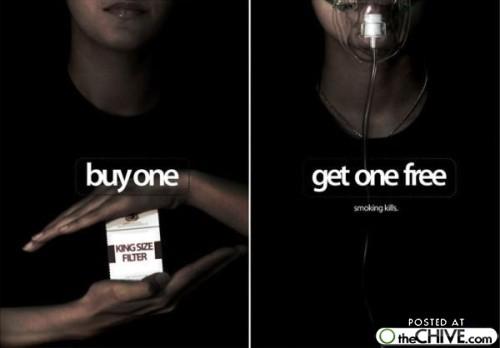 buy one
KING SIZE
FILTER
get one free
smoking kills.
POSTED AT
theCHIVE.com